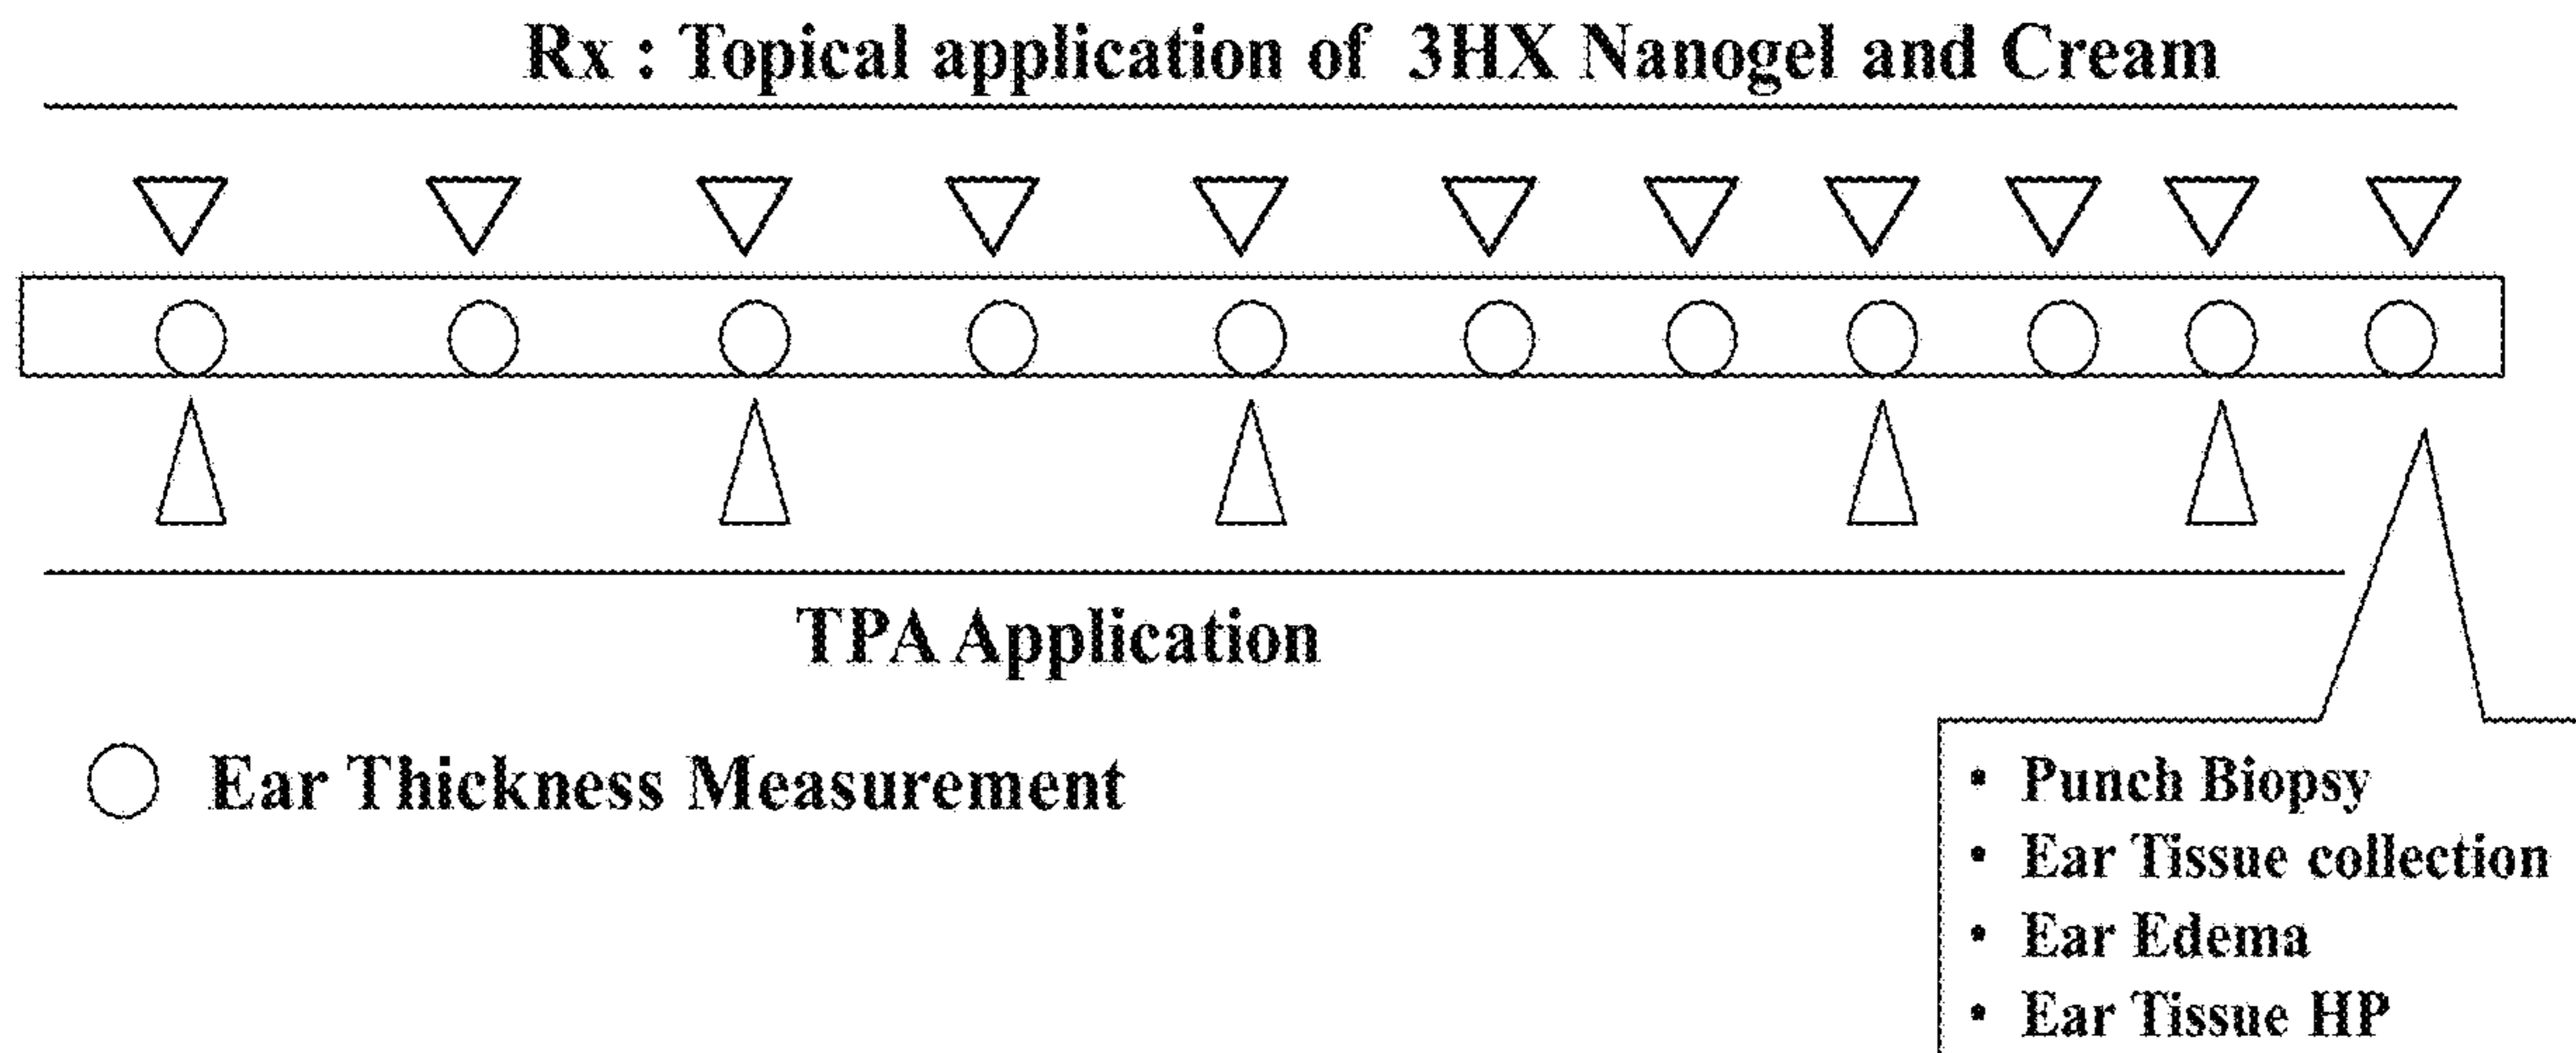 Rx : Topical application of 3HX Nanogel and Cream
TPA Application
Ear Thickness Measurement
• Punch Biopsy
• Ear Tissue collection
• Ear Edema
• Ear Tissue HP